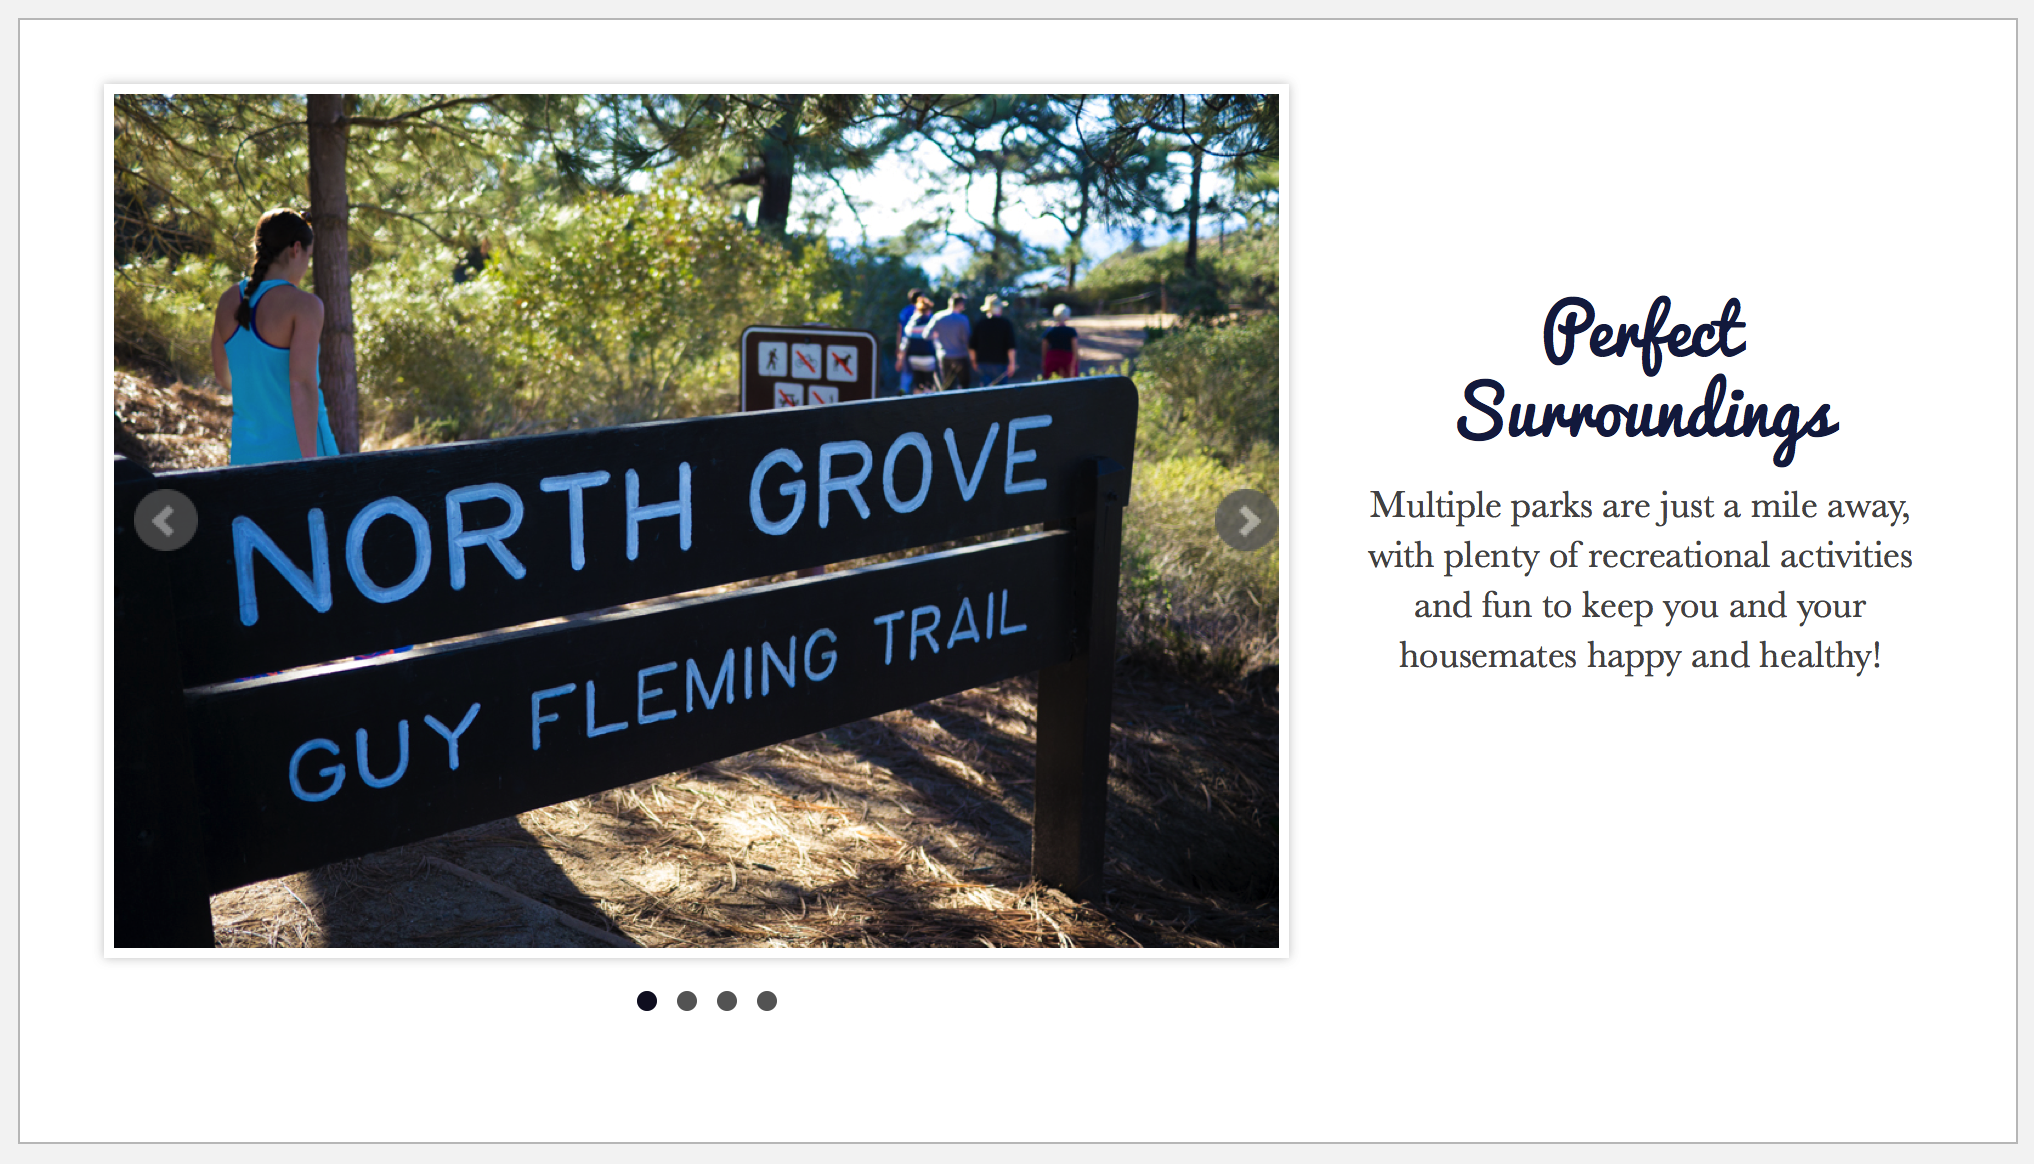 NORTH GROVE
GUY FLEMING TRAIL
Perfect
Surroundings
Multiple parks are just a mile away,
with plenty of recreational activities
and fun to keep you and your
housemates happy and healthy!